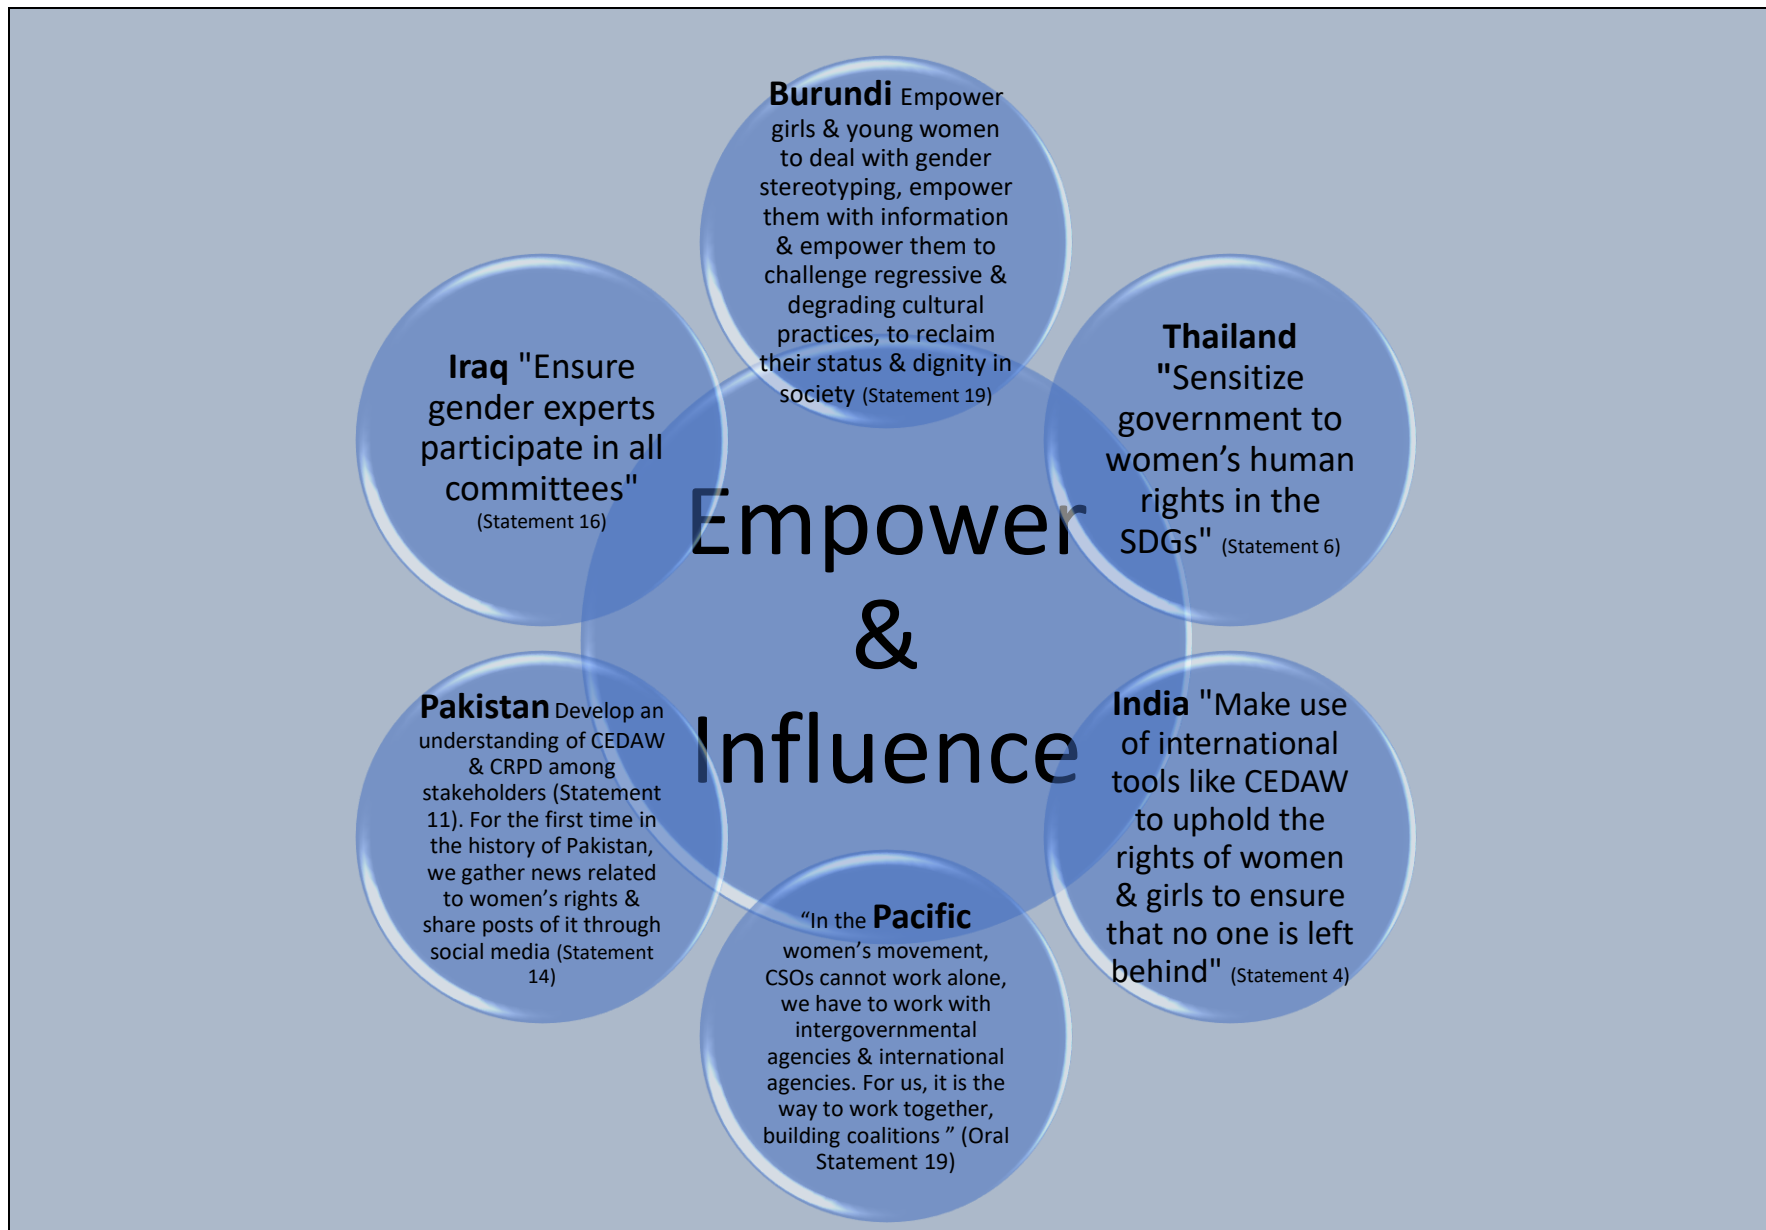 Burundi Empower
girls & young women
to deal with gender
stereotyping, empower
them with information
& empower them to
challenge regressive &
degrading cultural
practices, to reclaim
their status & dignity in
society (Statement 19)
Thailand
"Sensitize
government to
women’s human
rights in the
SDGs" (Statement 6)
India "Make use
of international
tools like CEDAW
to uphold the
rights of women
& girls to ensure
that no one is left
behind" (Statement 4)
“In the Pacific
women’s movement,
CSOs cannot work alone,
we have to work with
intergovernmental
agencies & international
agencies. For us, it is the
way to work together,
building coalitions ” (Oral
Statement 19)
Pakistan Develop an
understanding of CEDAW
& CRPD among
stakeholders (Statement
11). For the first time in
the history of Pakistan,
we gather news related
to women’s rights &
share posts of it through
social media (Statement
14)
Iraq "Ensure
gender experts
participate in all
committees"
(Statement 16)
Empower
&
Influence